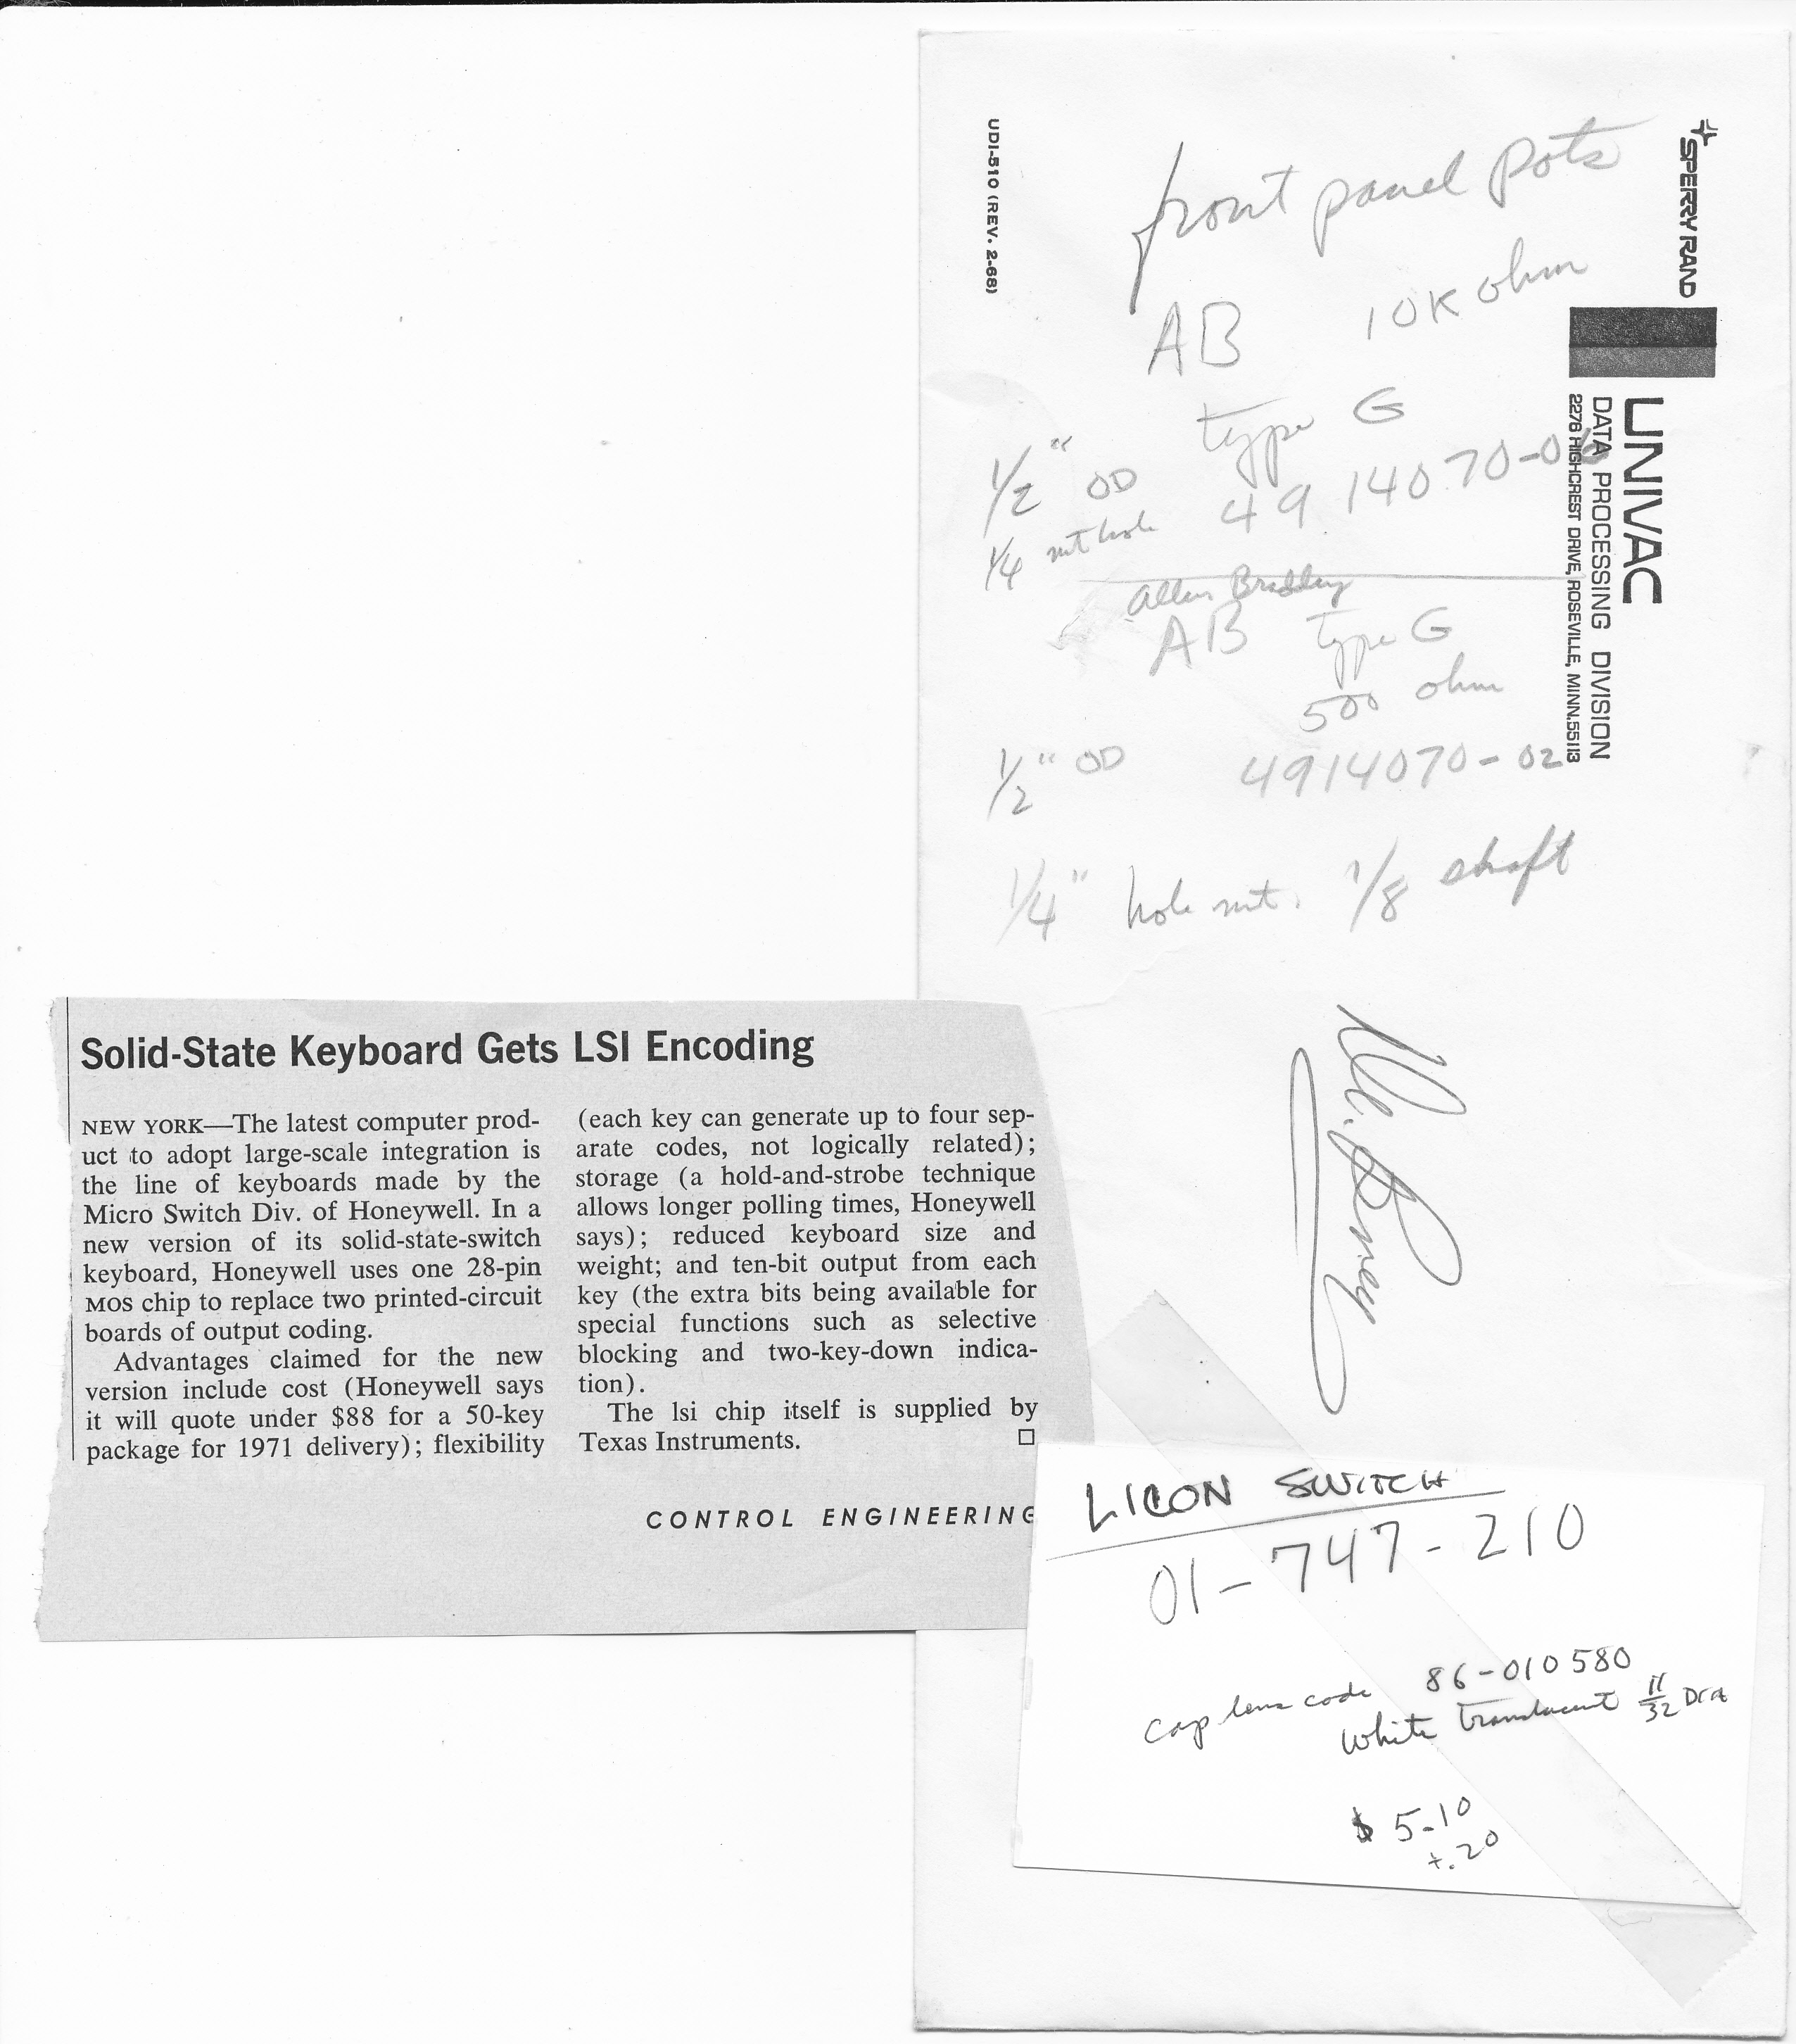 UDI-510 (REV. 2-68)
SPERRY RAND
UNIVAC
DATA PROCESSING DIVISION
2276 HIGHCREST DRIVE, ROSEVILLE, MINN. 55113
front panel pots
AB 10K ohm
type G
1/2" OD 49 14070-06
1/4 mt hole
Allen Bradley
AB type G
500 ohm
1/2" OD 4914070-02
1/4" hole mt. 1/8 shaft
Solid-State Keyboard Gets LSI Encoding
NEW YORK—The latest computer prod-
uct to adopt large-scale integration is
the line of keyboards made by the
Micro Switch Div. of Honeywell. In a
new version of its solid-state-switch
keyboard, Honeywell uses one 28-pin
MOS chip to replace two printed-circuit
boards of output coding.
Advantages claimed for the new
version include cost (Honeywell says
it will quote under $88 for a 50-key
package for 1971 delivery); flexibility
(each key can generate up to four sep-
arate codes, not logically related);
storage (a hold-and-strobe technique
allows longer polling times, Honeywell
says); reduced keyboard size and
weight; and ten-bit output from each
key (the extra bits being available for
special functions such as selective
blocking and two-key-down indica-
tion).
The lsi chip itself is supplied by
Texas Instruments.
CONTROL ENGINEERING
LICON SWITCH
01-747-210
cap lens code 86-010580
white translucent 11/32 DIA
$ 5.10
+.20